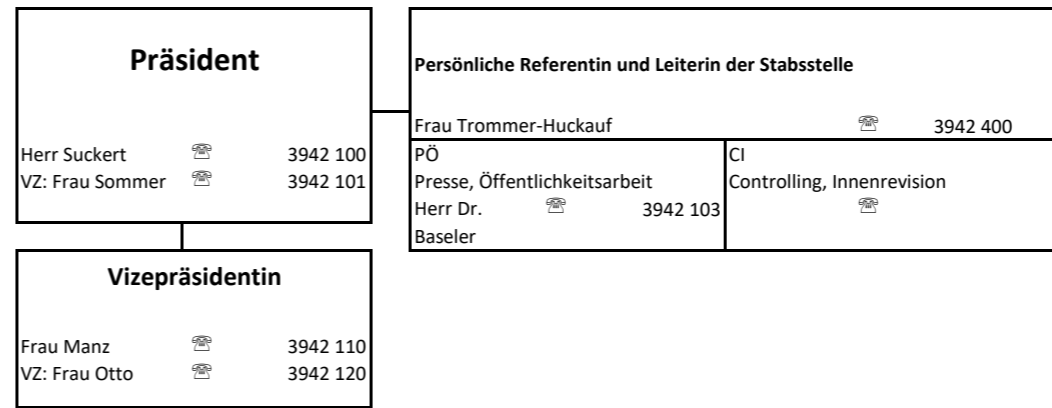 Präsident
Herr Suckert ☏ 3942 100
VZ: Frau Sommer ☏ 3942 101
Persönliche Referentin und Leiterin der Stabsstelle
Frau Trommer-Huckauf ☏ 3942 400
PÖ
Presse, Öffentlichkeitsarbeit
Herr Dr. ☏ 3942 103
Baseler
CI
Controlling, Innenrevision
☏
Vizepräsidentin
Frau Manz ☏ 3942 110
VZ: Frau Otto ☏ 3942 120